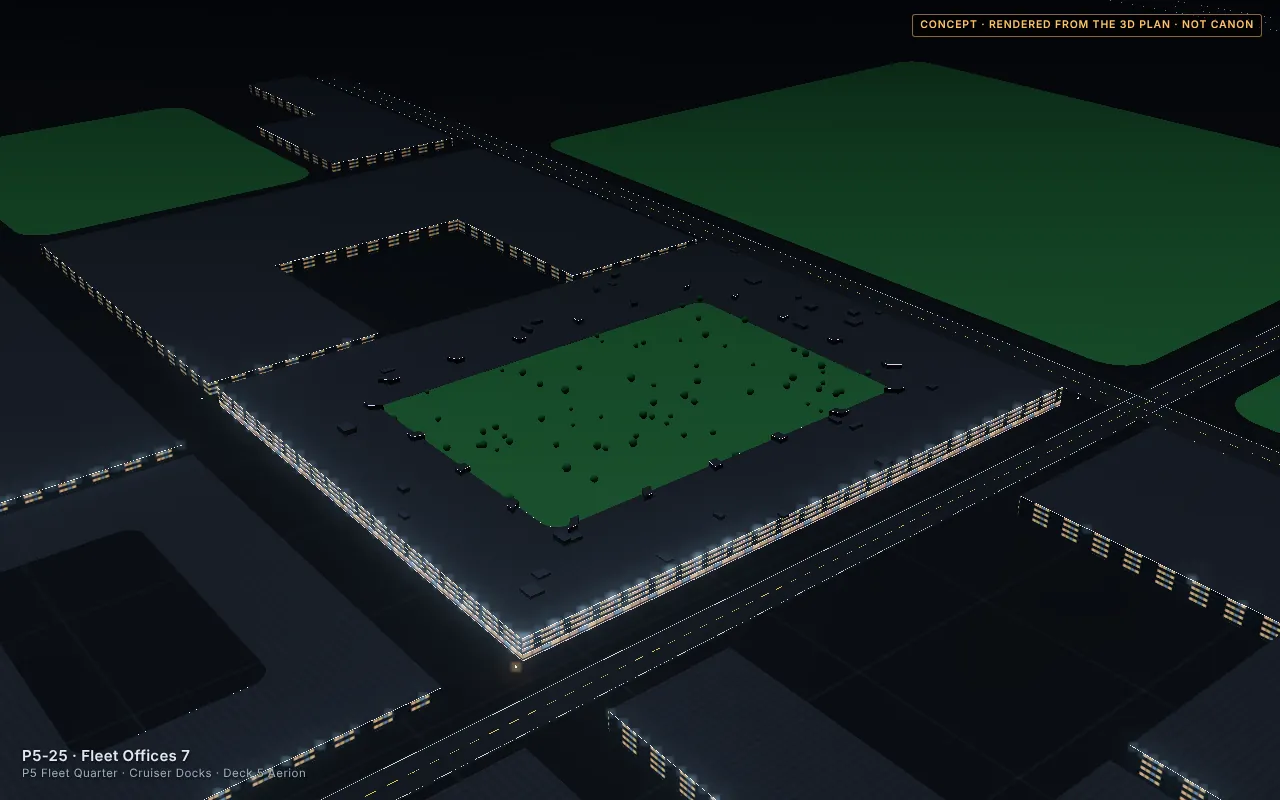 CONCEPT · RENDERED FROM THE 3D PLAN · NOT CANON
P5-25 · Fleet Offices 7
P5 Fleet Quarter · Cruiser Docks · Deck 5 Aerion